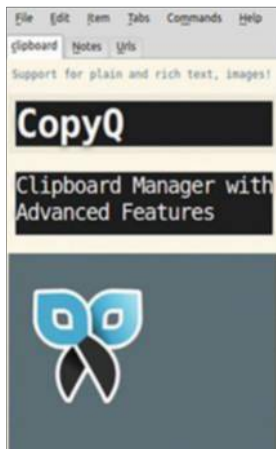 File Edit Item Tabs Commands Help
clipboard Notes Urls
Support for plain and rich text, images!
CopyQ
Clipboard Manager with
Advanced Features